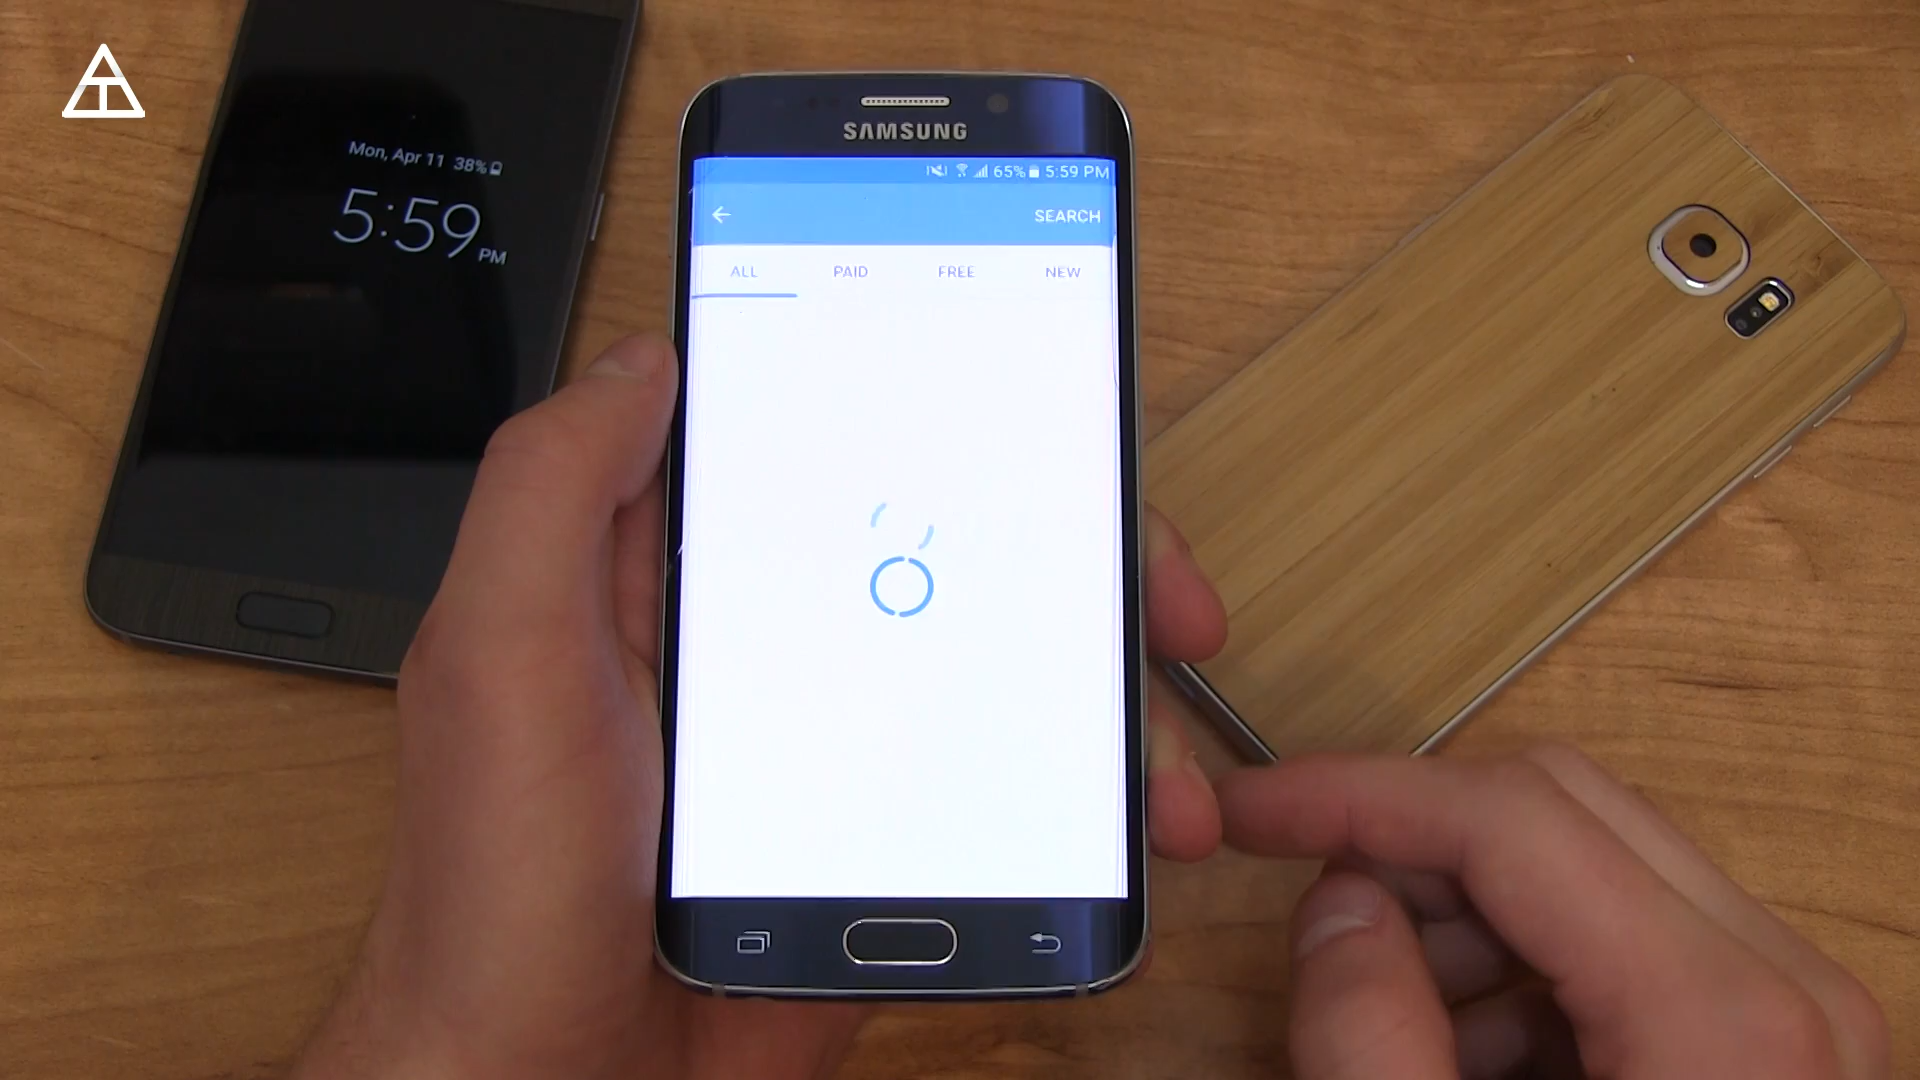 Mon, Apr 11 38%
5:59 PM
SAMSUNG
65% 5:59 PM
SEARCH
ALL PAID FREE NEW